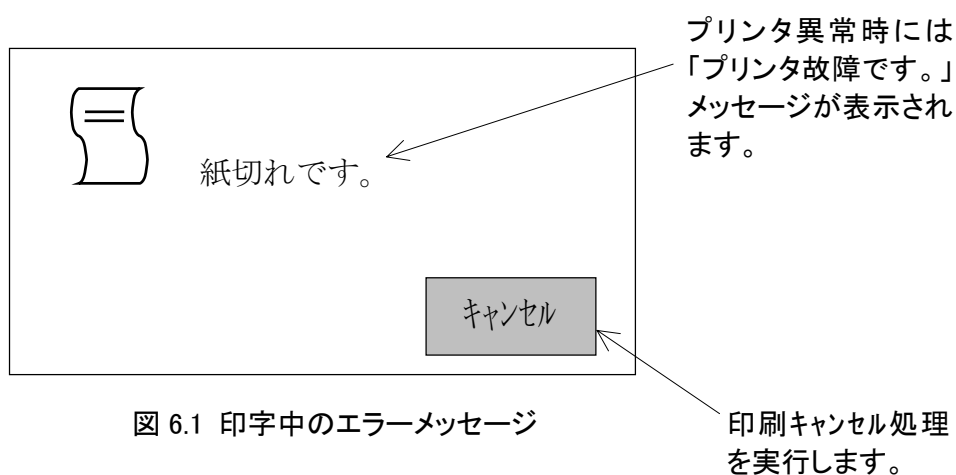 プリンタ異常時には
「プリンタ故障です。」
メッセージが表示され
ます。
紙切れです。
キャンセル
図 6.1 印字中のエラーメッセージ
印刷キャンセル処理
を実行します。